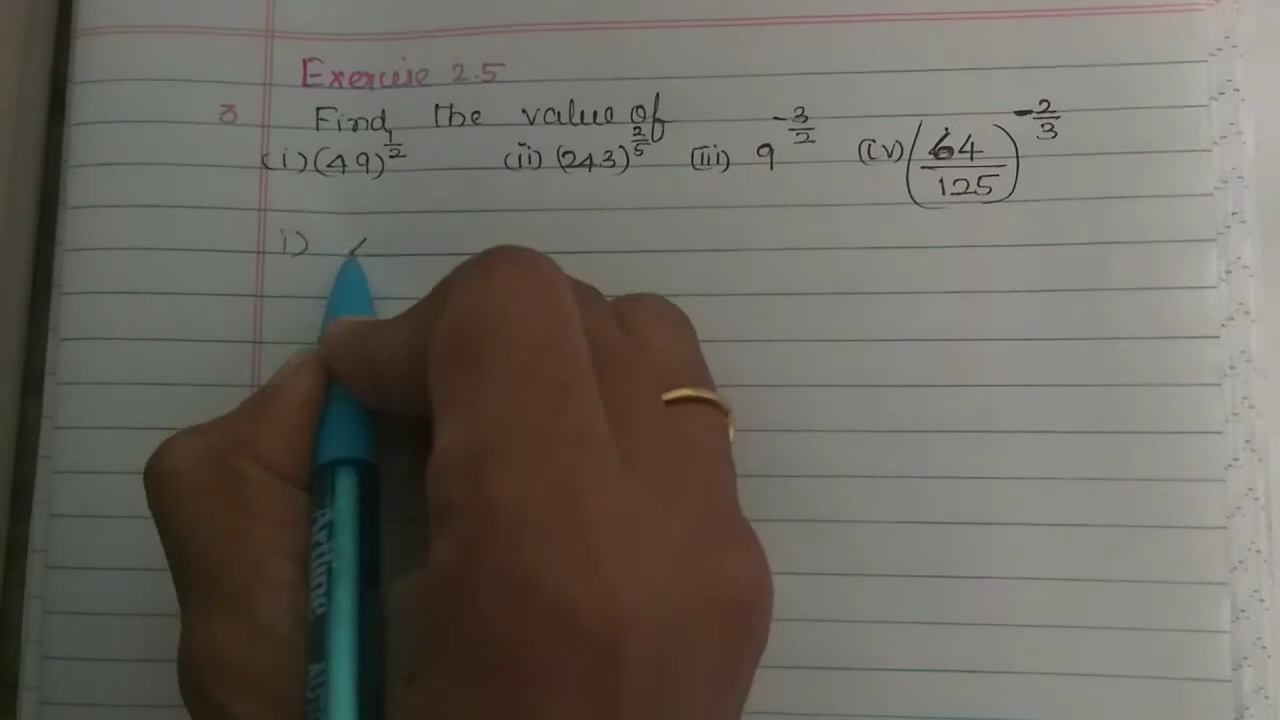 Exercise 2.5
3 Find the value of
(i) (49)^{1/2} (ii) (243)^{2/5} (iii) 9^{-3/2} (iv) (64/125)^{-2/3}
i) 
Artline